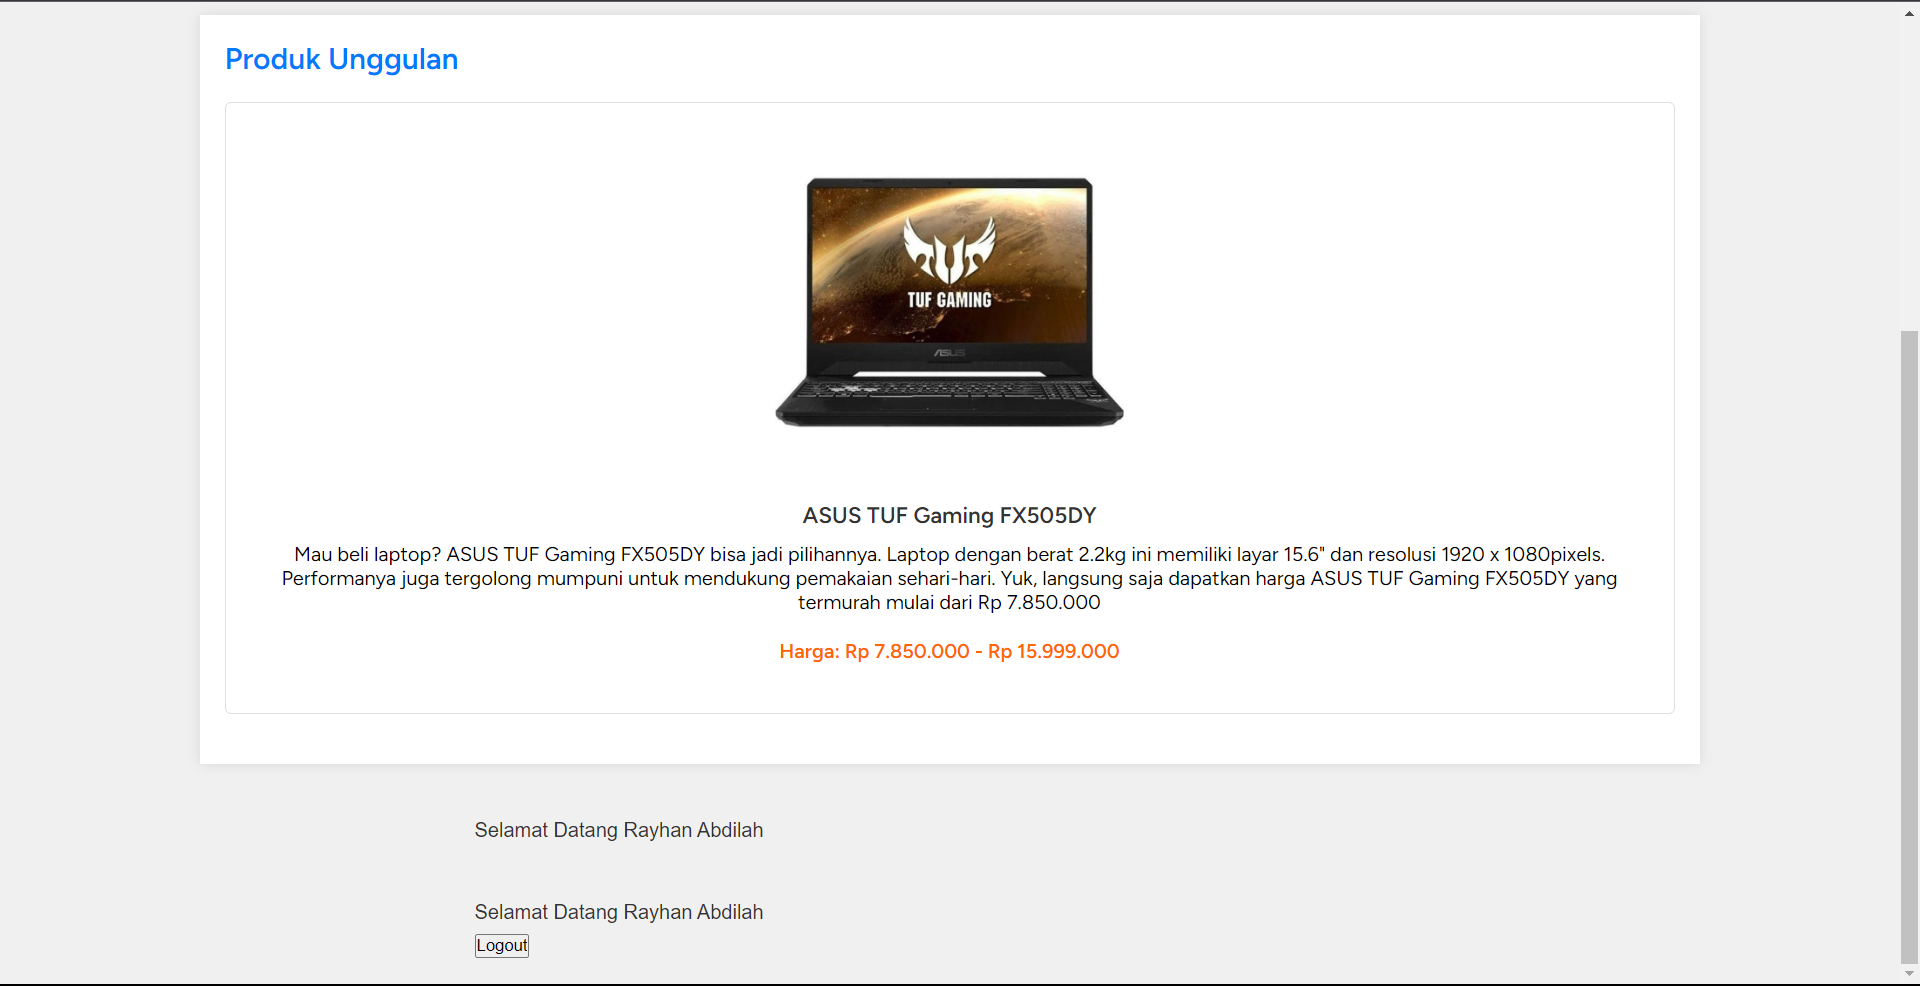 Produk Unggulan
TUF GAMING
ASUS
ASUS TUF Gaming FX505DY
Mau beli laptop? ASUS TUF Gaming FX505DY bisa jadi pilihannya. Laptop dengan berat 2.2kg ini memiliki layar 15.6" dan resolusi 1920 x 1080pixels.
Performanya juga tergolong mumpuni untuk mendukung pemakaian sehari-hari. Yuk, langsung saja dapatkan harga ASUS TUF Gaming FX505DY yang
termurah mulai dari Rp 7.850.000
Harga: Rp 7.850.000 - Rp 15.999.000
Selamat Datang Rayhan Abdilah
Selamat Datang Rayhan Abdilah
Logout